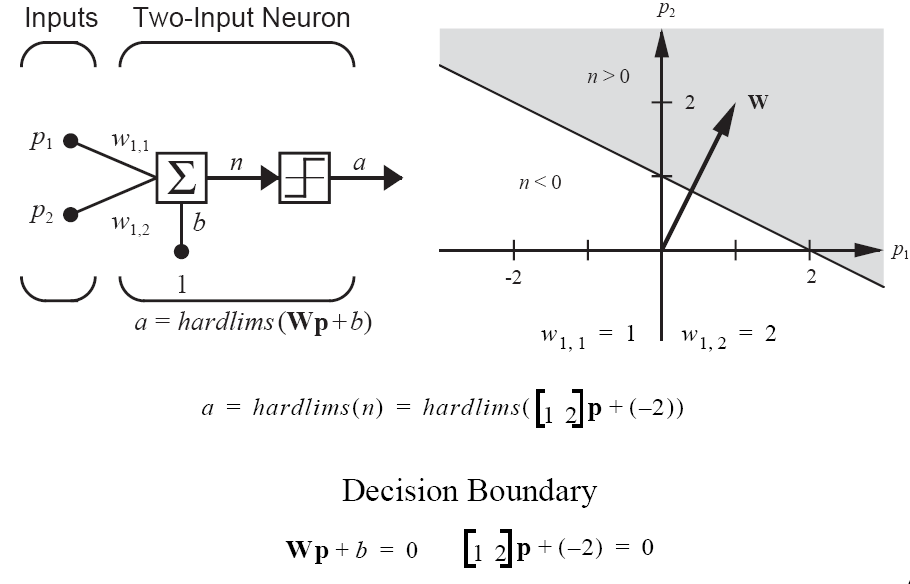 Inputs Two-Input Neuron
p₁ w₁,₁ Σ n a
p₂ w₁,₂ b
1
a = hardlims(Wp + b)
p₂
n > 0
2 W
n < 0
-2 2 p₁
w₁, ₁ = 1 w₁, ₂ = 2
a = hardlims(n) = hardlims([1 2]p + (–2))
Decision Boundary
Wp + b = 0 [1 2]p + (–2) = 0